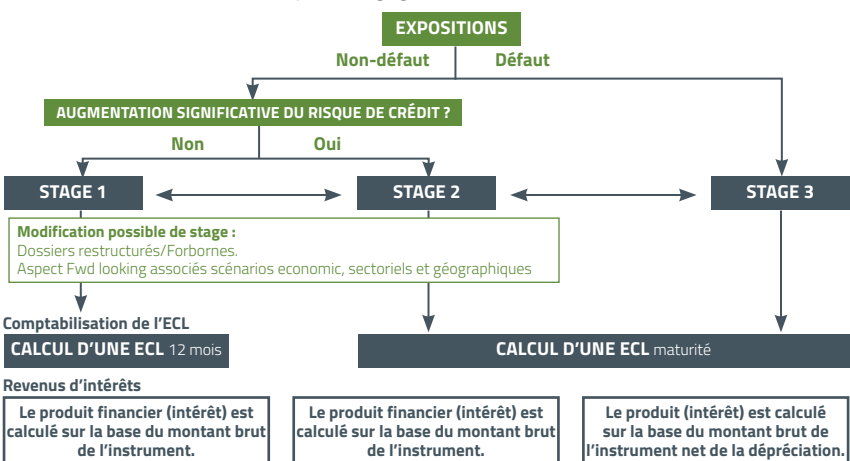 EXPOSITIONS
Non-défaut
Défaut
AUGMENTATION SIGNIFICATIVE DU RISQUE DE CRÉDIT ?
Non
Oui
STAGE 1
STAGE 2
STAGE 3
Modification possible de stage :
Dossiers restructurés/Forbornes.
Aspect Fwd looking associés scénarios economic, sectoriels et géographiques
Comptabilisation de l'ECL
CALCUL D'UNE ECL 12 mois
CALCUL D'UNE ECL maturité
Revenus d'intérêts
Le produit financier (intérêt) est
calculé sur la base du montant brut
de l'instrument.
Le produit financier (intérêt) est
calculé sur la base du montant brut
de l'instrument.
Le produit (intérêt) est calculé
sur la base du montant brut de
l'instrument net de la dépréciation.